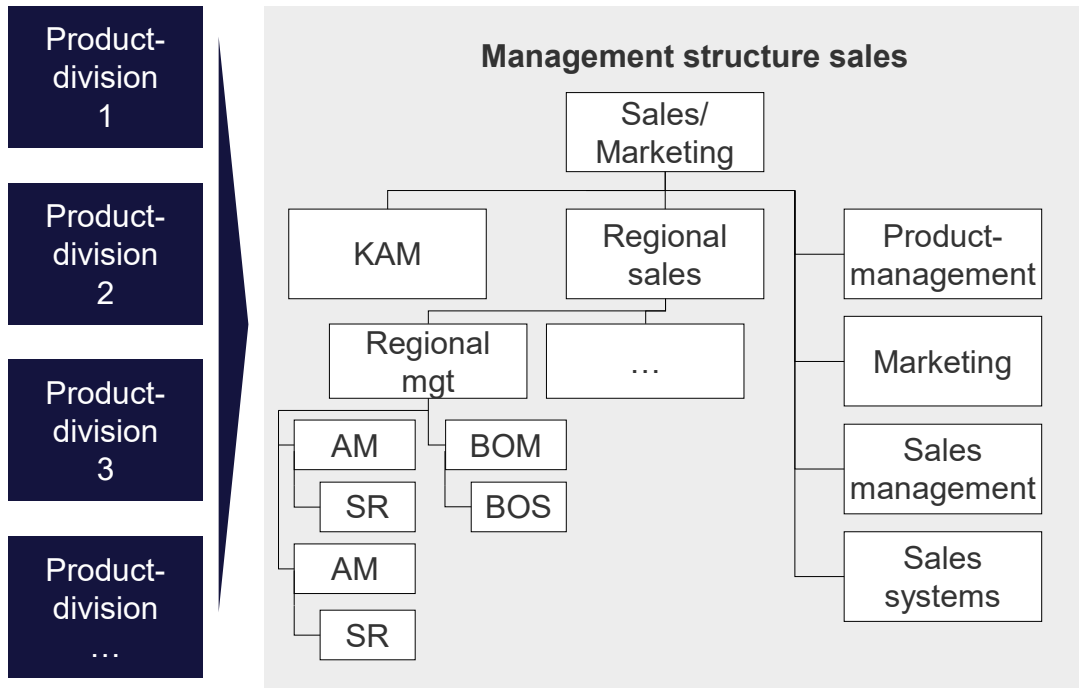 Product-
division
1
Product-
division
2
Product-
division
3
Product-
division
…
Management structure sales
Sales/
Marketing
KAM
Regional
sales
Product-
management
Regional
mgt
…
Marketing
AM
BOM
Sales
management
SR
BOS
AM
Sales
systems
SR